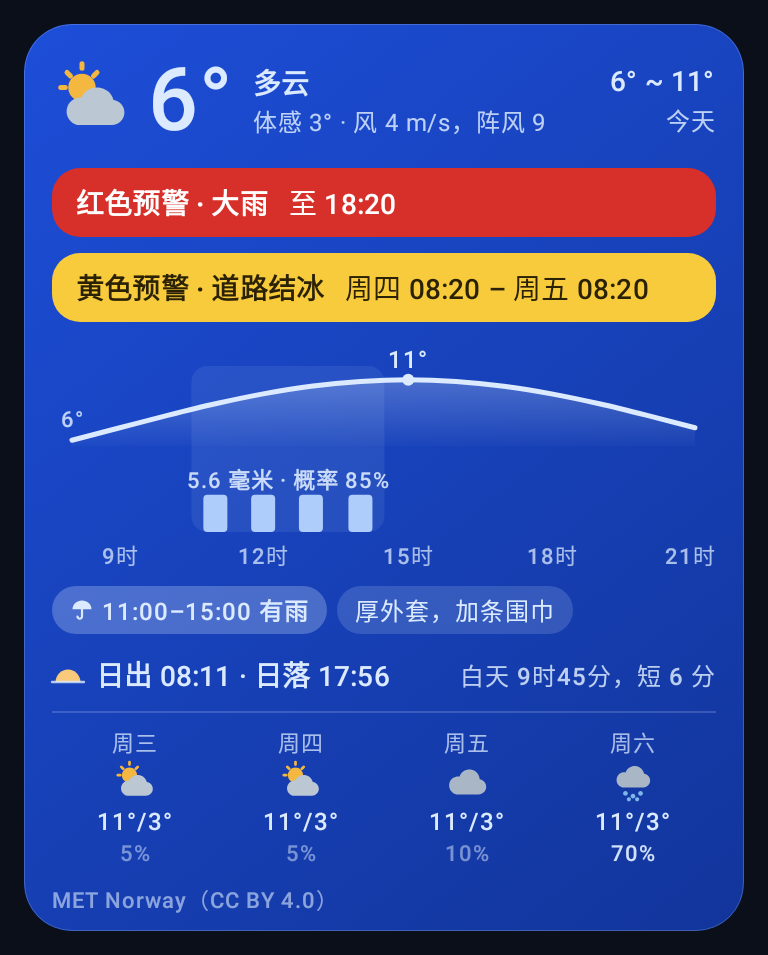 6° 多云 6° ~ 11°
体感 3° · 风 4 m/s，阵风 9 今天
红色预警 · 大雨 至 18:20
黄色预警 · 道路结冰 周四 08:20 – 周五 08:20
11°
6°
5.6 毫米 · 概率 85%
9时 12时 15时 18时 21时
11:00–15:00 有雨 厚外套，加条围巾
日出 08:11 · 日落 17:56 白天 9时45分，短 6 分
周三 周四 周五 周六
11°/3° 11°/3° 11°/3° 11°/3°
5% 5% 10% 70%
MET Norway（CC BY 4.0）